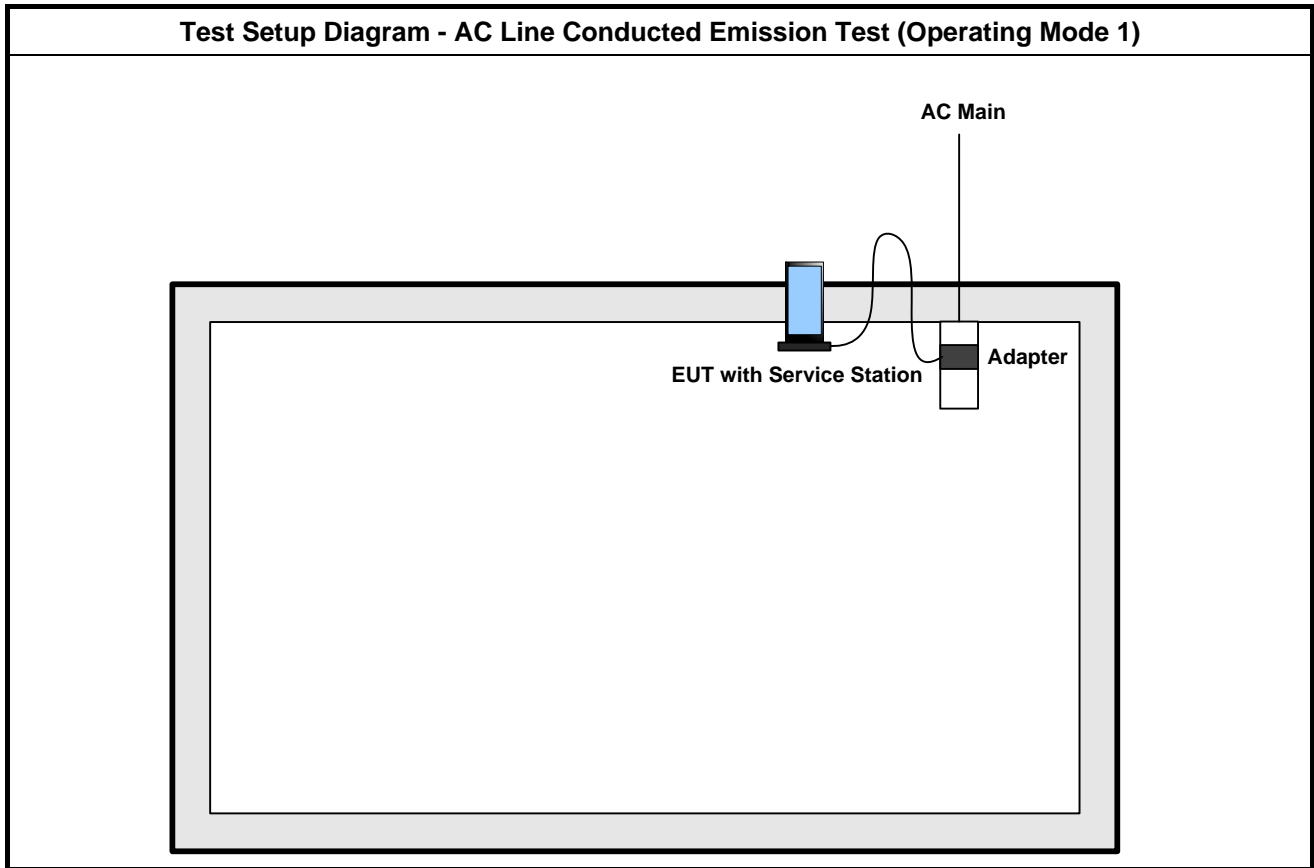 Test Setup Diagram - AC Line Conducted Emission Test (Operating Mode 1)
AC Main
Adapter
EUT with Service Station